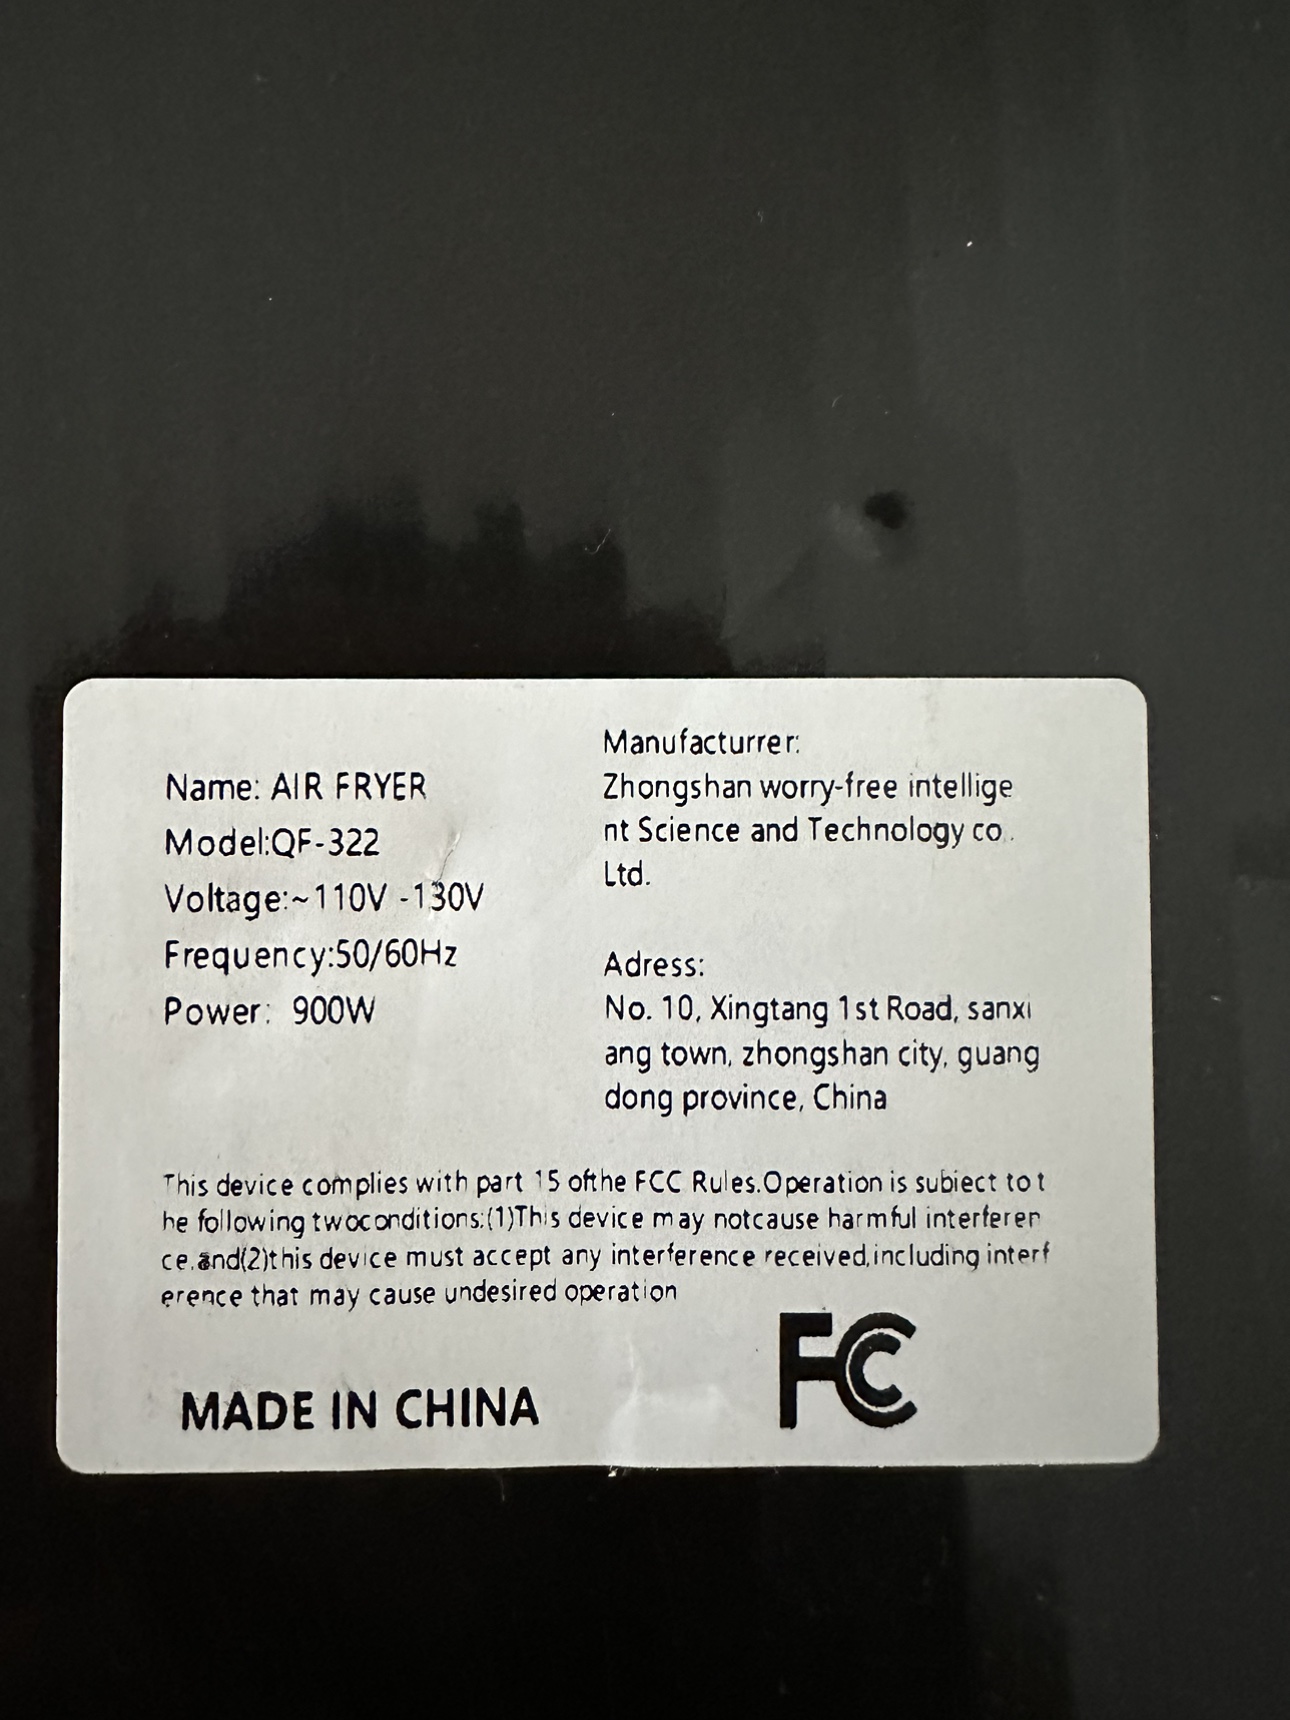 Name: AIR FRYER
Model:QF-322
Voltage:~110V -130V
Frequency:50/60Hz
Power: 900W
Manufacturrer:
Zhongshan worry-free intellige
nt Science and Technology co.
Ltd.
Adress:
No. 10, Xingtang 1st Road, sanxi
ang town, zhongshan city, guang
dong province, China
This device complies with part 15 ofthe FCC Rules.Operation is subiect to t
he following twoconditions:(1)This device may notcause harmful interferen
ce,and(2)this device must accept any interference received,including interf
erence that may cause undesired operation
FCC
MADE IN CHINA